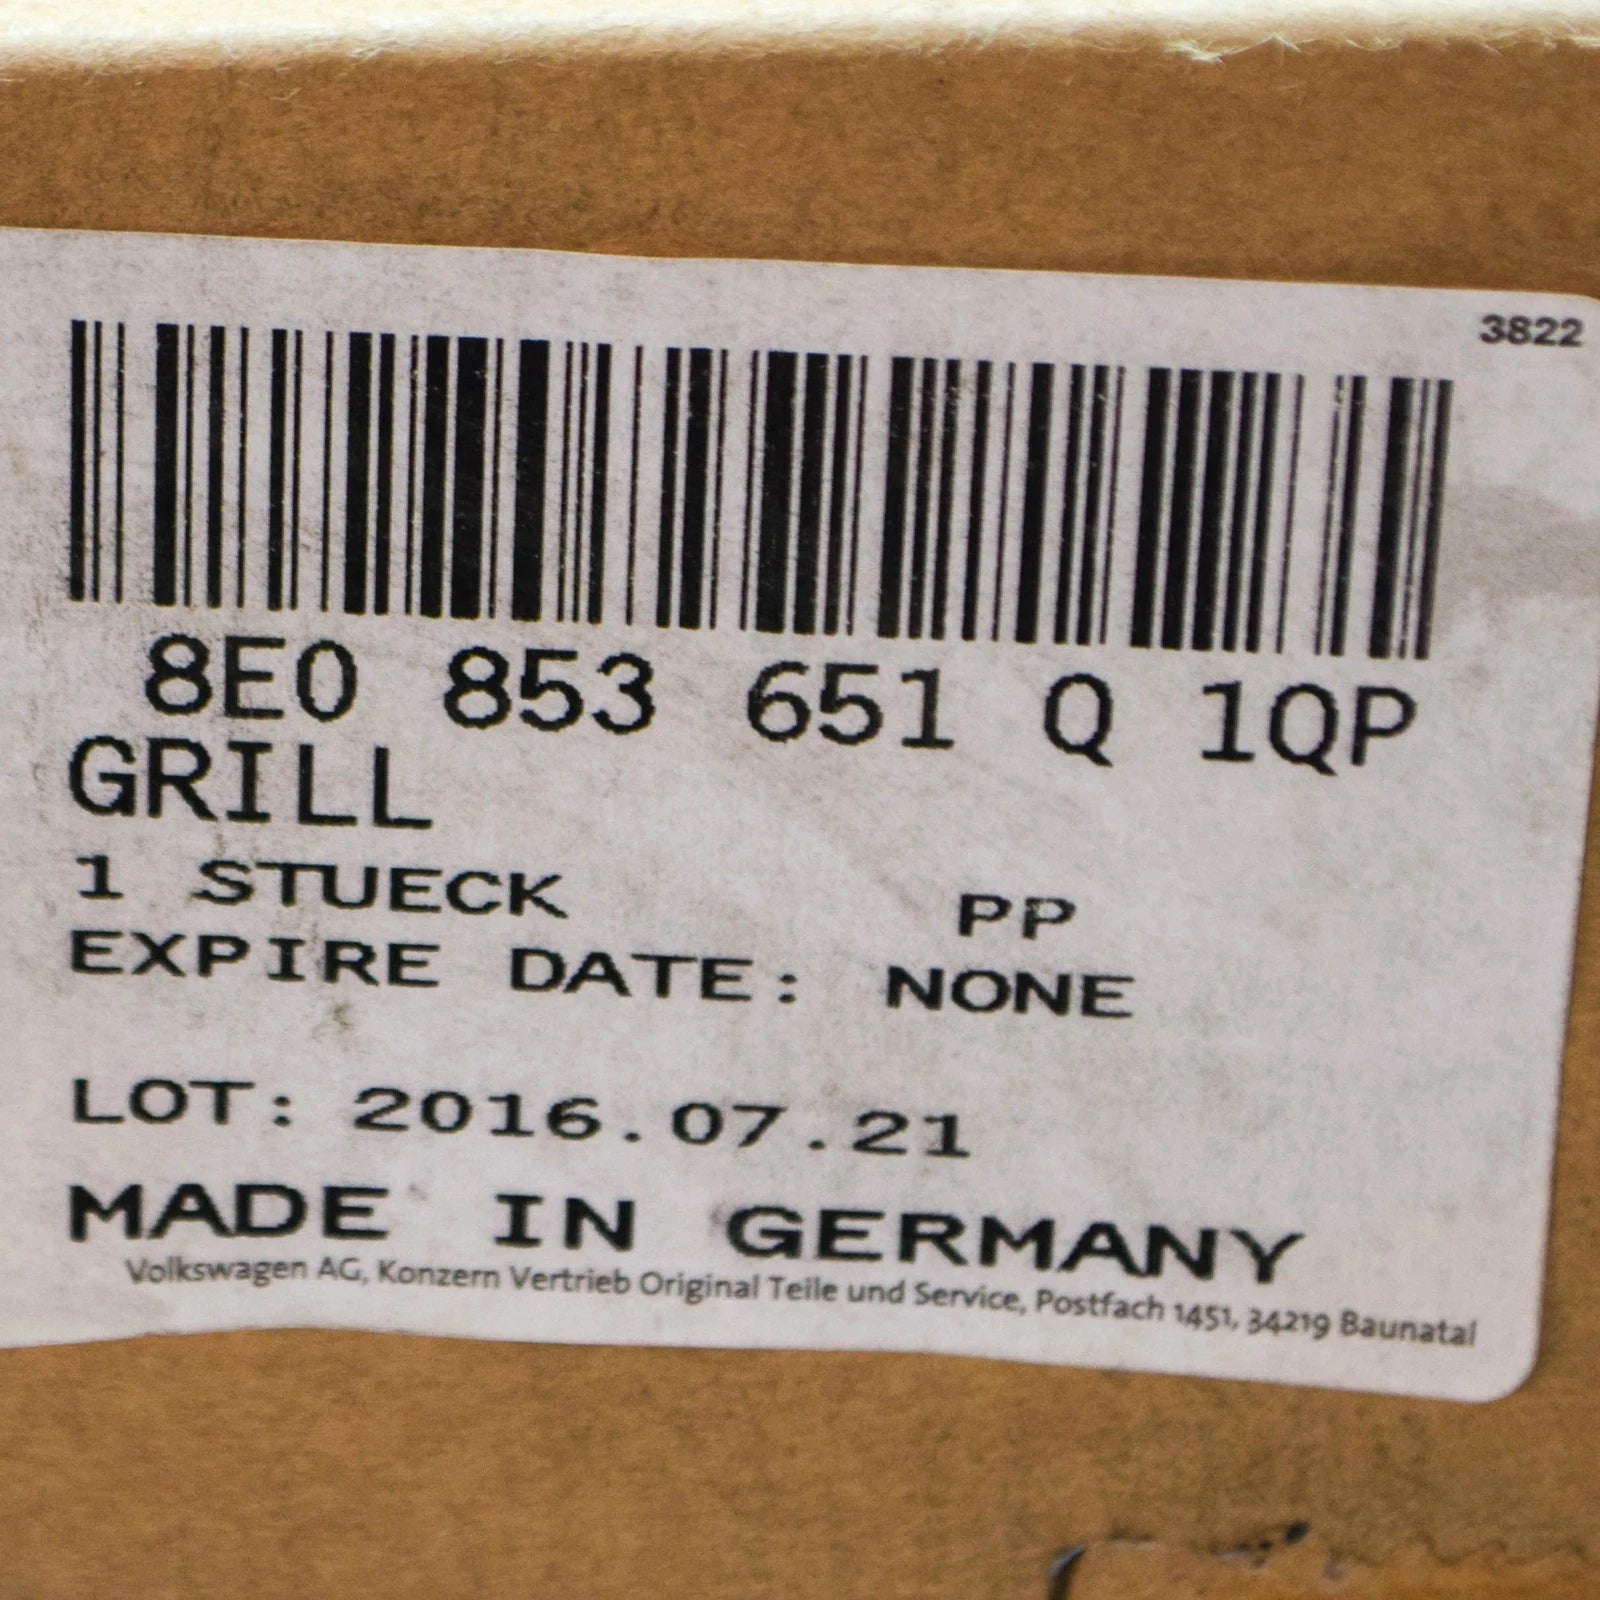 3822
8E0 853 651 Q 1QP
GRILL
1 STUECK PP
EXPIRE DATE: NONE
LOT: 2016.07.21
MADE IN GERMANY
Volkswagen AG, Konzern Vertrieb Original Teile und Service, Postfach 1451, 34219 Baunatal